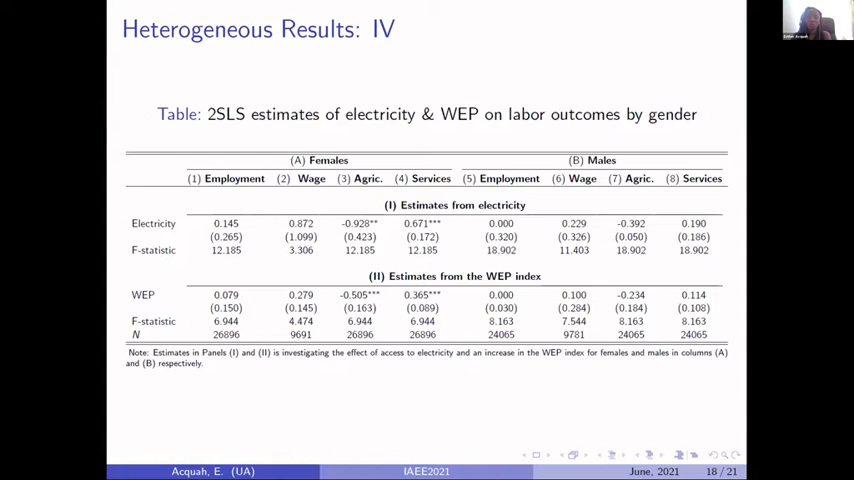 Heterogeneous Results: IV
Esther Acquah
Table: 2SLS estimates of electricity & WEP on labor outcomes by gender
(A) Females (B) Males
(1) Employment (2) Wage (3) Agric. (4) Services (5) Employment (6) Wage (7) Agric. (8) Services
(I) Estimates from electricity
Electricity 0.145 0.872 -0.928** 0.671*** 0.000 0.229 -0.392 0.190
(0.265) (1.099) (0.423) (0.172) (0.320) (0.326) (0.050) (0.186)
F-statistic 12.185 3.306 12.185 12.185 18.902 11.403 18.902 18.902
(II) Estimates from the WEP index
WEP 0.079 0.279 -0.505*** 0.365*** 0.000 0.100 -0.234 0.114
(0.150) (0.145) (0.163) (0.089) (0.030) (0.284) (0.184) (0.108)
F-statistic 6.944 4.474 6.944 6.944 8.163 7.544 8.163 8.163
N 26896 9691 26896 26896 24065 9781 24065 24065
Note: Estimates in Panels (I) and (II) is investigating the effect of access to electricity and an increase in the WEP index for females and males in columns (A)
and (B) respectively.
Acquah, E. (UA) IAEE2021 June, 2021 18 / 21